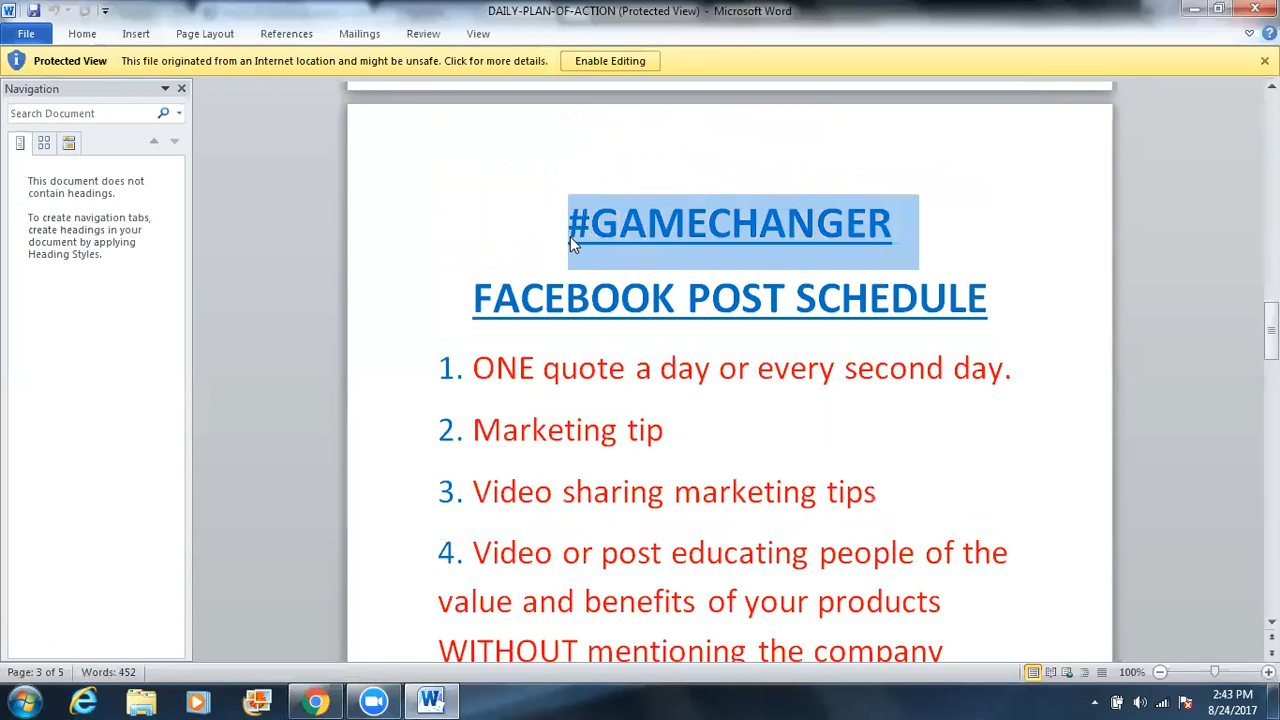 DAILY-PLAN-OF-ACTION (Protected View) - Microsoft Word
File Home Insert Page Layout References Mailings Review View
Protected View This file originated from an Internet location and might be unsafe. Click for more details. Enable Editing
Navigation
Search Document
This document does not
contain headings.
To create navigation tabs,
create headings in your
document by applying
Heading Styles.
#GAMECHANGER
FACEBOOK POST SCHEDULE
1. ONE quote a day or every second day.
2. Marketing tip
3. Video sharing marketing tips
4. Video or post educating people of the
value and benefits of your products
WITHOUT mentioning the company
Page: 3 of 5 Words: 452 100%
2:43 PM
8/24/2017